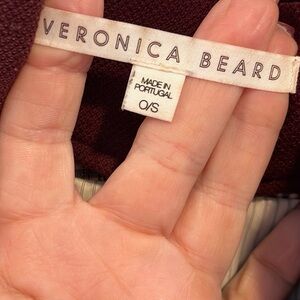 VERONICA BEARD
MADE IN
PORTUGAL
O/S